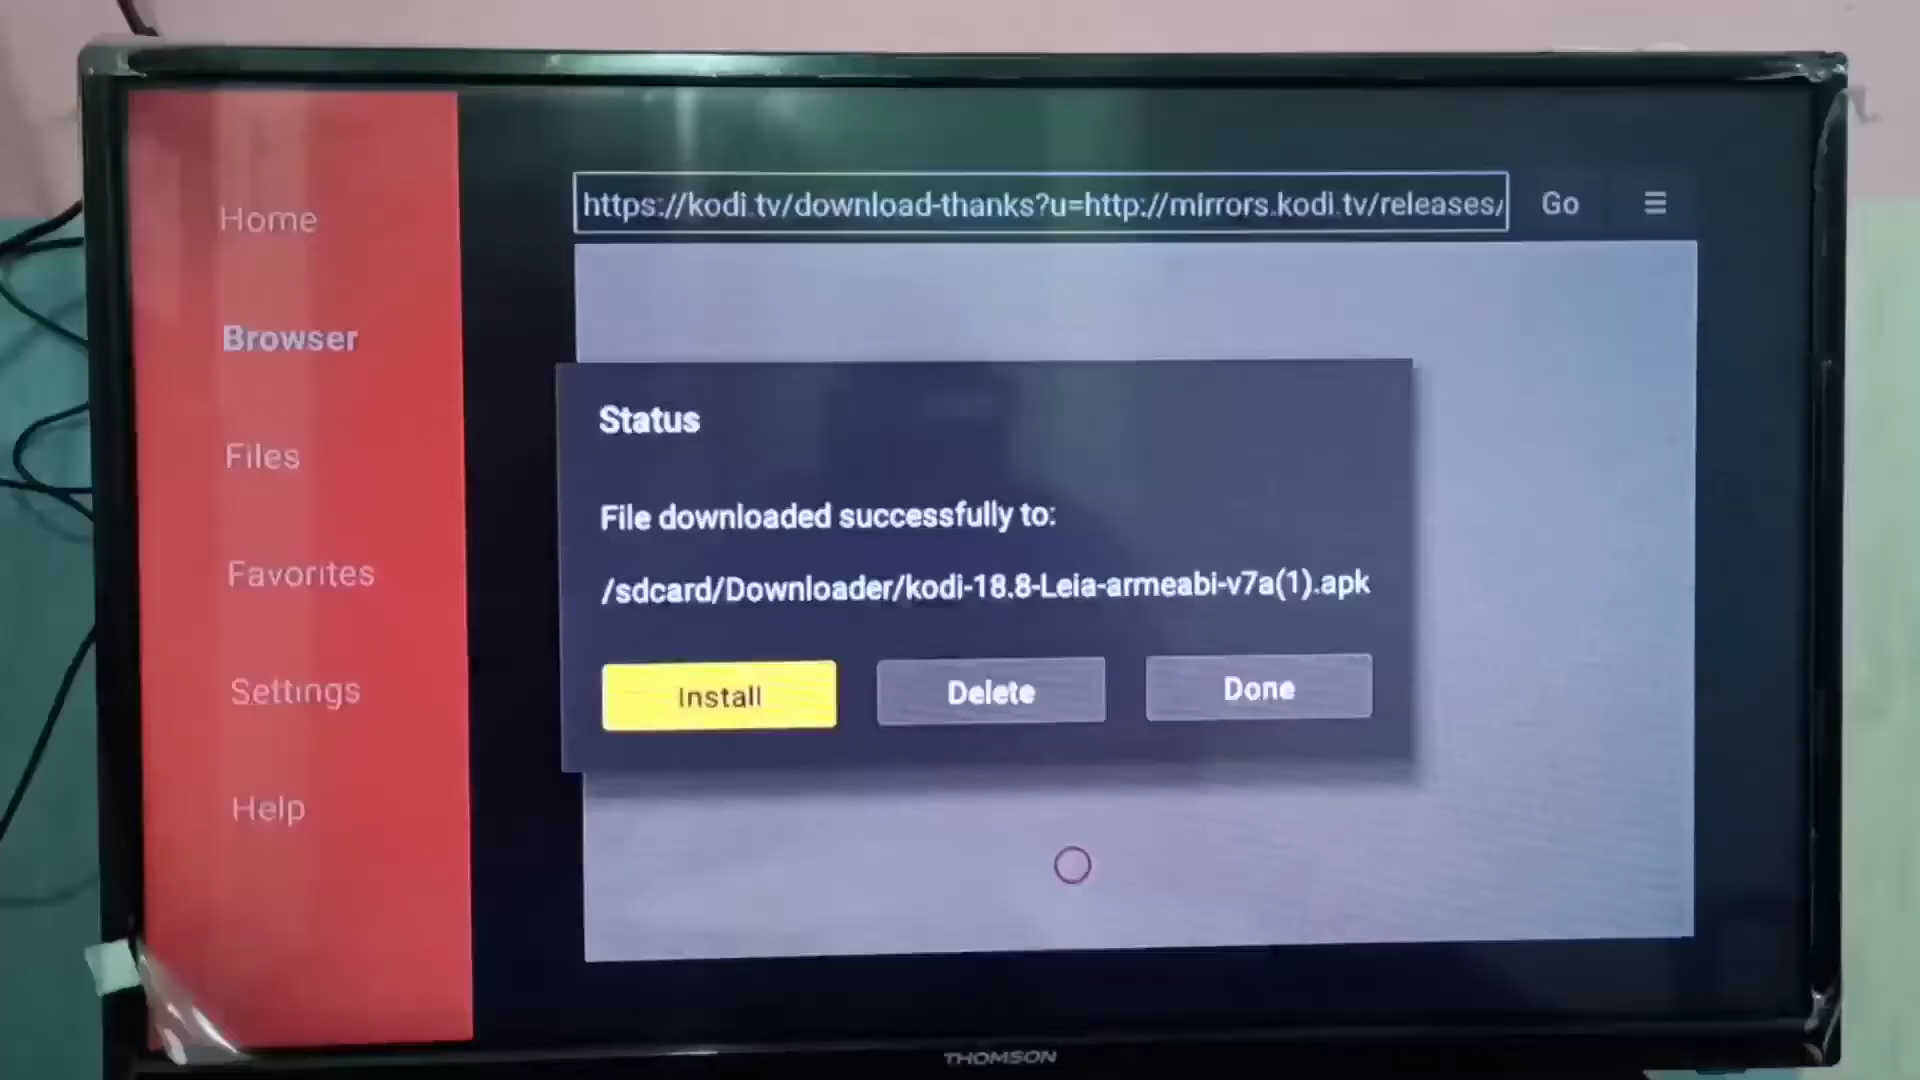 Home
Browser
Files
Favorites
Settings
Help
https://kodi.tv/download-thanks?u=http://mirrors.kodi.tv/releases/
Go
Status
File downloaded successfully to:
/sdcard/Downloader/kodi-18.8-Leia-armeabi-v7a(1).apk
Install
Delete
Done
THOMSON